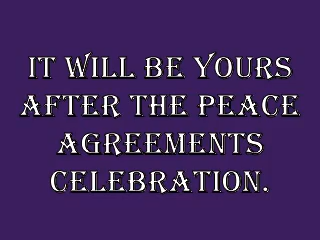 IT WILL BE YOURS
AFTER THE PEACE
AGREEMENTS
CELEBRATION.